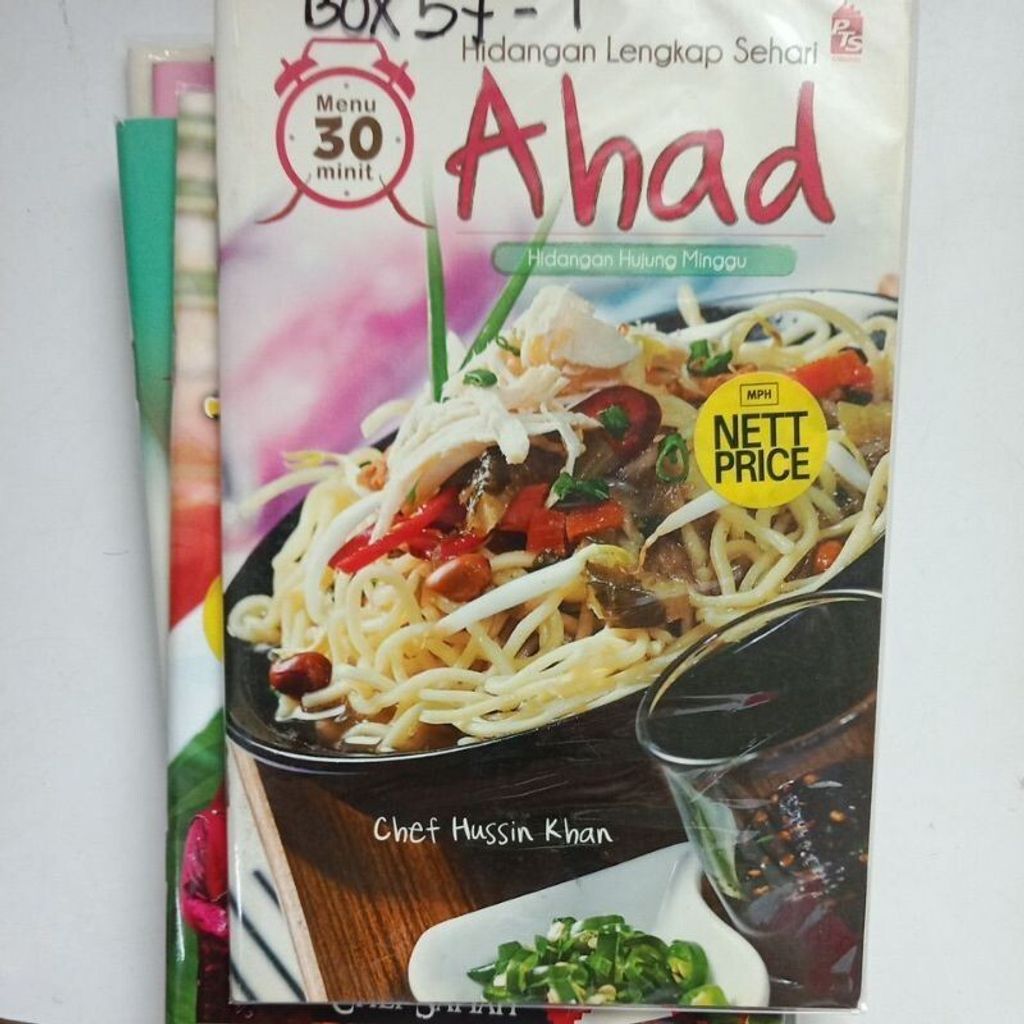 BOX 57 - 1
Hidangan Lengkap Sehari
PTS
Menu
30
minit
Ahad
Hidangan Hujung Minggu
MPH
NETT
PRICE
Chef Hussin Khan